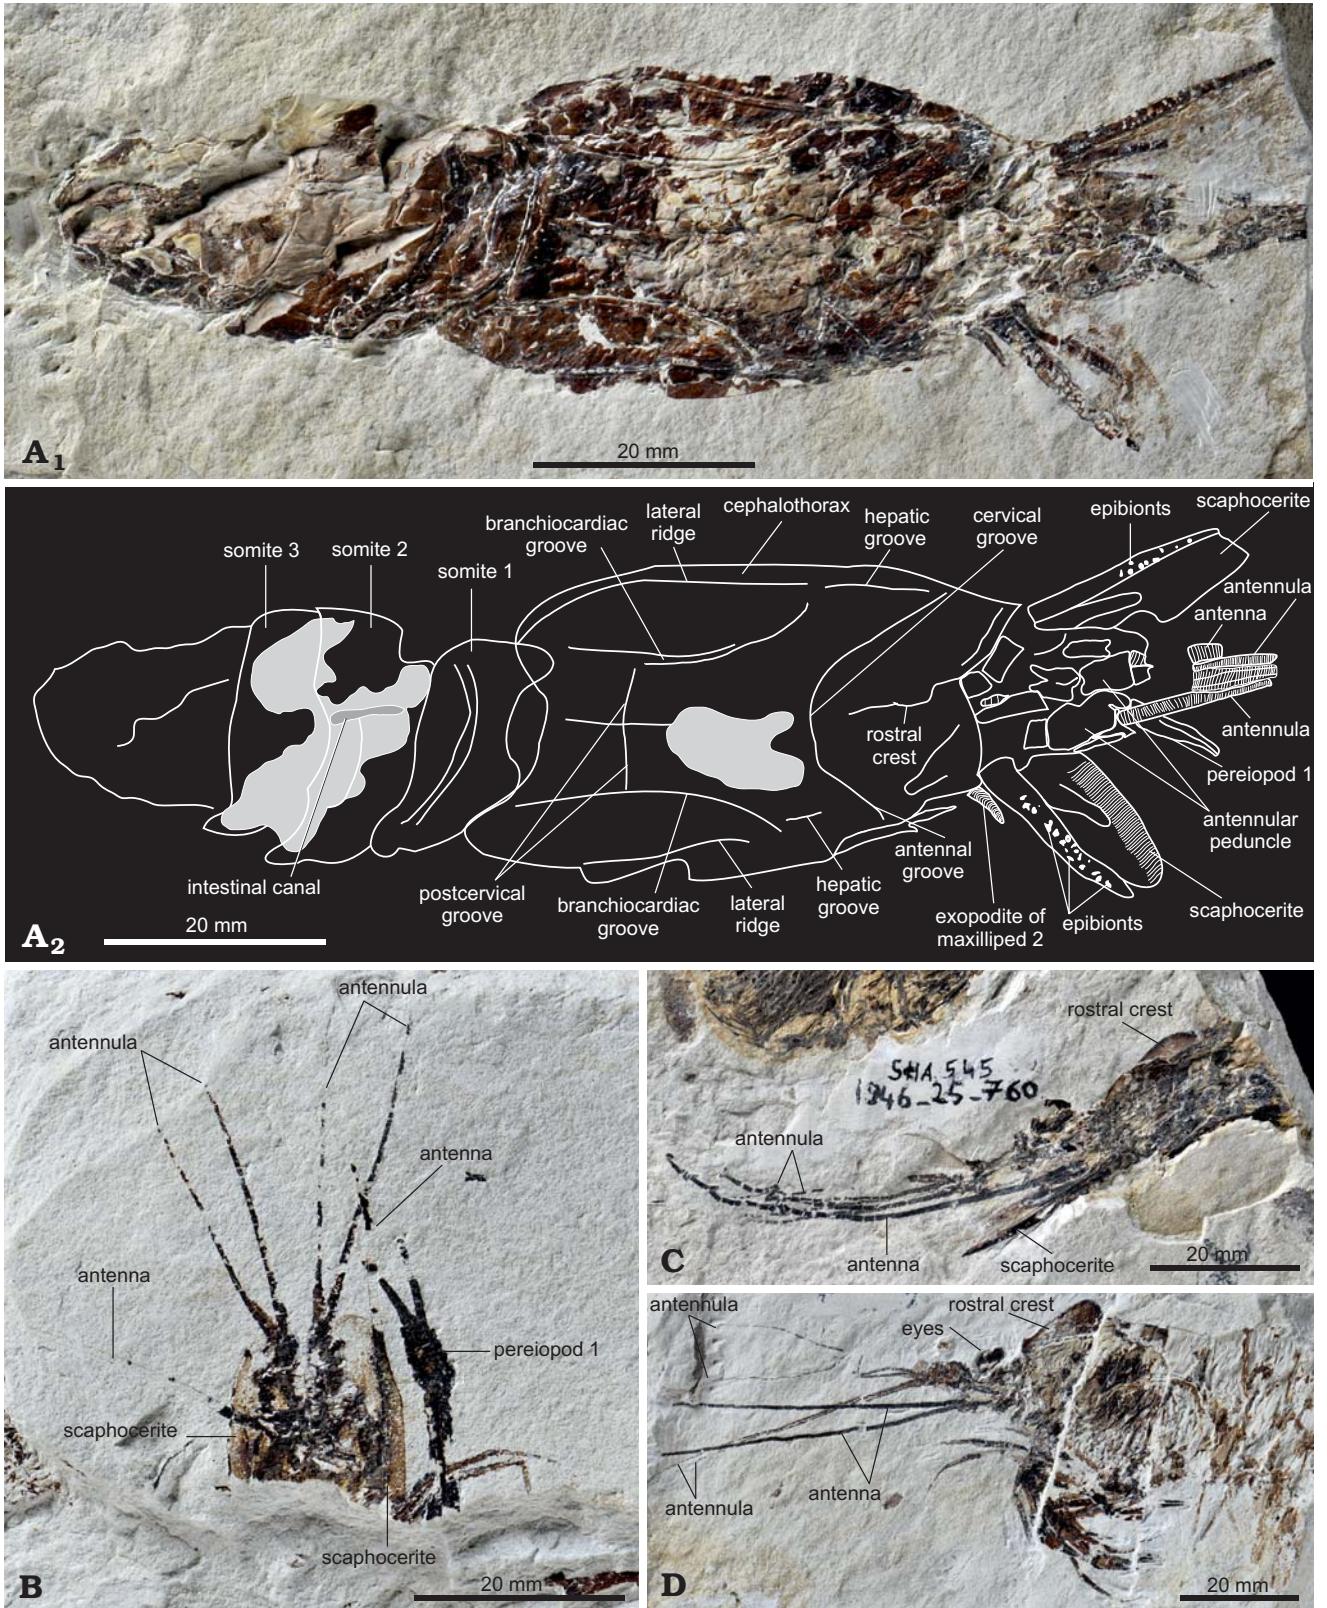 20 mm
A1
somite 3
somite 2
somite 1
branchiocardiac
groove
lateral
ridge
cephalothorax
hepatic
groove
cervical
groove
epibionts
scaphocerite
antennula
antenna
antennula
pereiopod 1
antennular
peduncle
scaphocerite
rostral
crest
antennal
groove
epibionts
exopodite of
maxilliped 2
hepatic
groove
lateral
ridge
branchiocardiac
groove
postcervical
groove
intestinal canal
20 mm
A2
antennula
antennula
antenna
antenna
pereiopod 1
scaphocerite
scaphocerite
20 mm
B
rostral crest
SHA.545
1946_25_760
antennula
antenna
scaphocerite
20 mm
C
antennula
rostral crest
eyes
antenna
antennula
20 mm
D